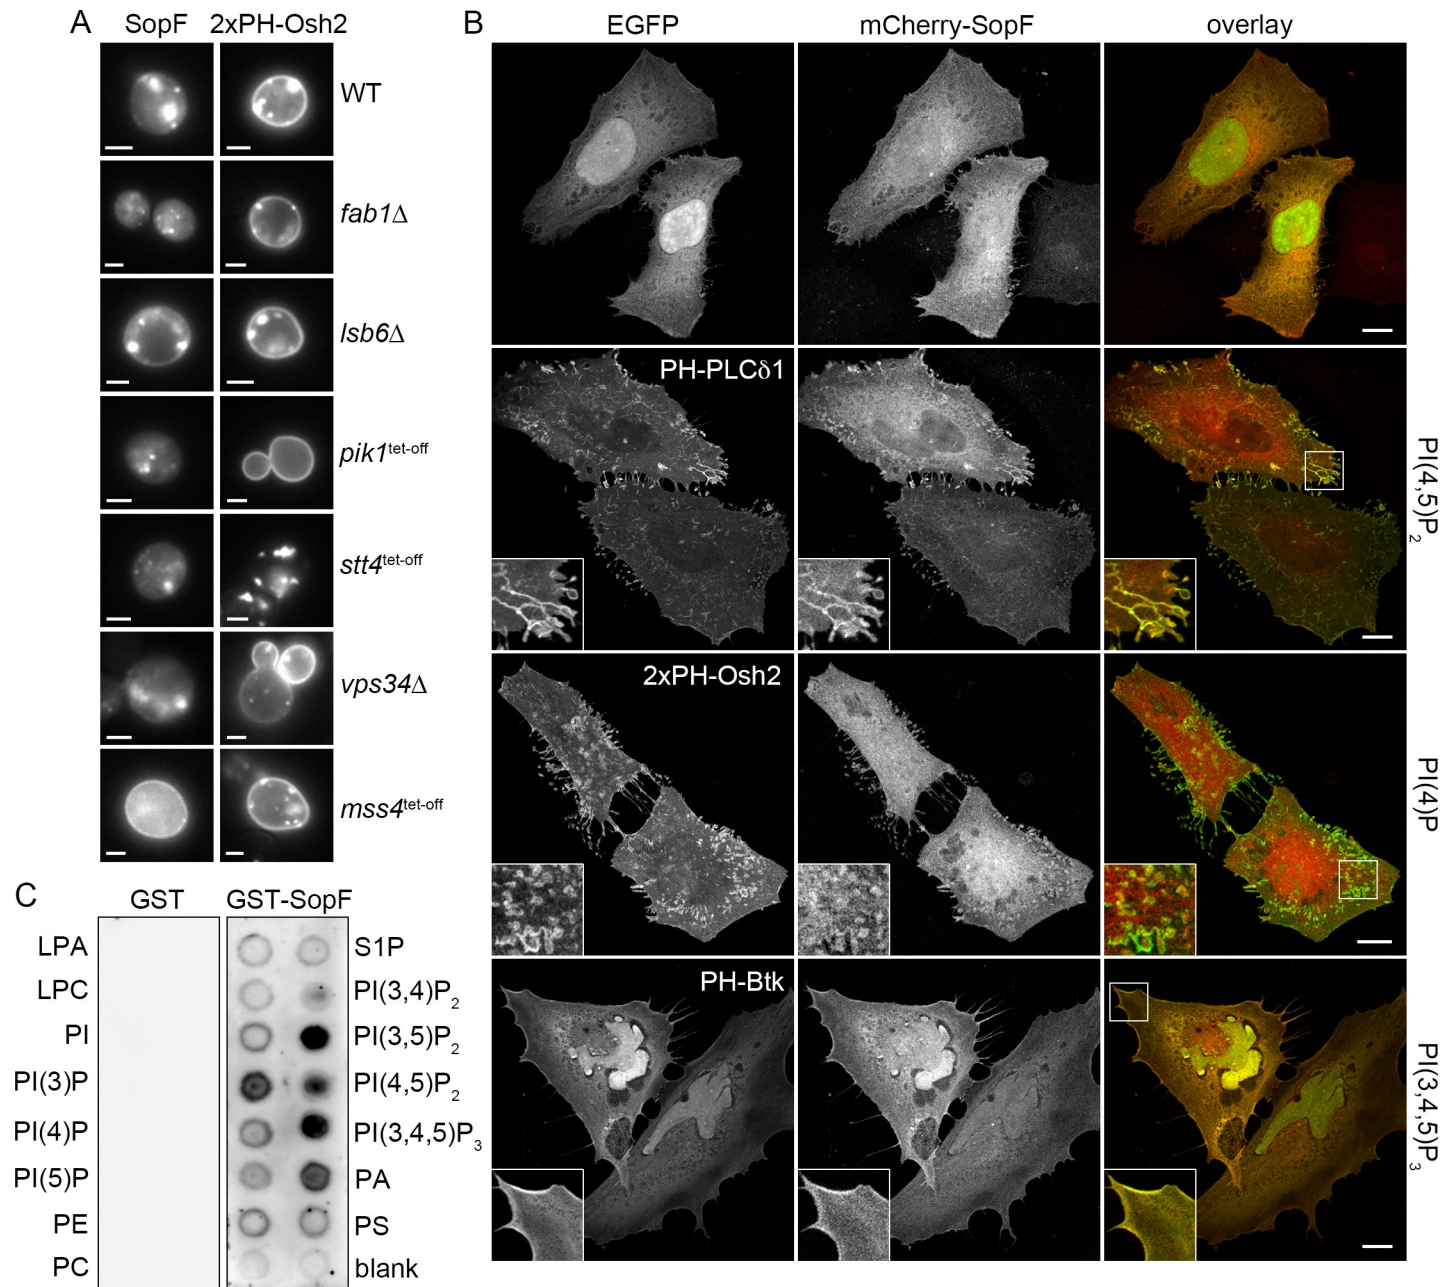 A
SopF 2xPH-Osh2
WT
fab1Δ
lsb6Δ
pik1tet-off
stt4tet-off
vps34Δ
mss4tet-off
B
EGFP mCherry-SopF overlay
PH-PLCδ1
PI(4,5)P2
2xPH-Osh2
PI(4)P
PH-Btk
PI(3,4,5)P3
C
GST GST-SopF
LPA S1P
LPC PI(3,4)P2
PI PI(3,5)P2
PI(3)P PI(4,5)P2
PI(4)P PI(3,4,5)P3
PI(5)P PA
PE PS
PC blank